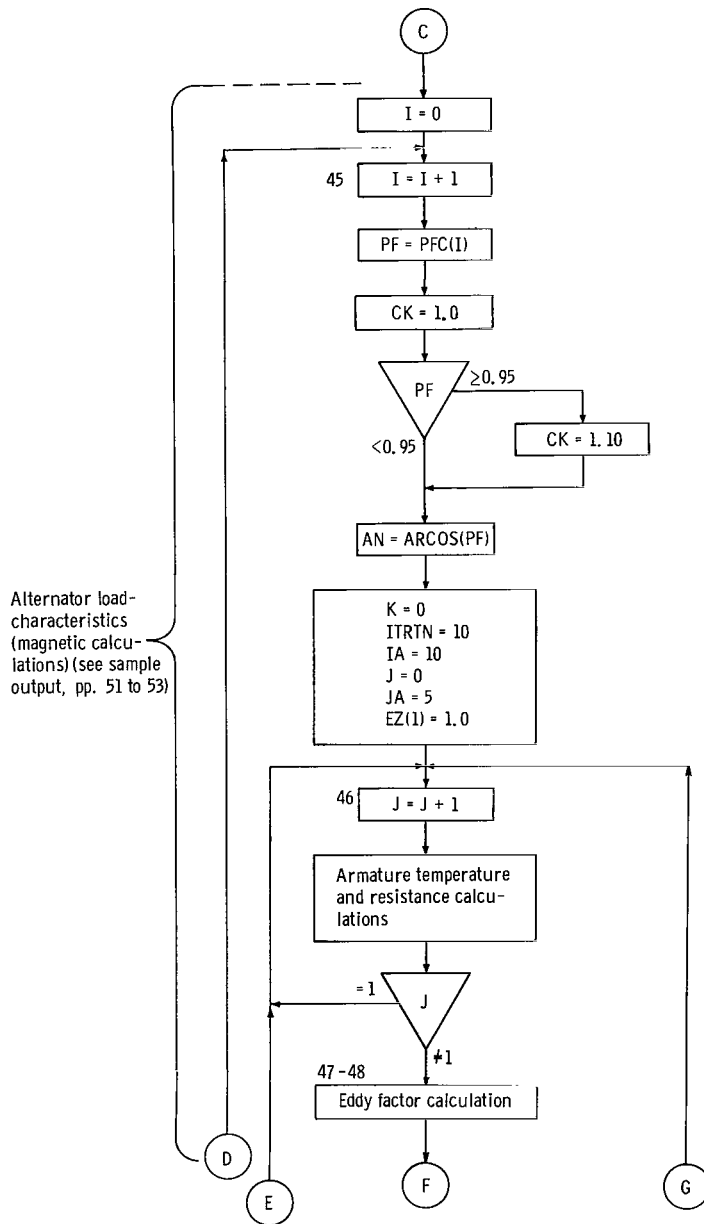 C
I = 0
45
I = I + 1
PF = PFC(I)
CK = 1.0
PF
≥0.95
<0.95
CK = 1.10
AN = ARCOS(PF)
Alternator load-
characteristics
(magnetic calcu-
lations) (see sample
output, pp. 51 to 53)
K = 0
ITRTN = 10
IA = 10
J = 0
JA = 5
EZ(1) = 1.0
46
J = J + 1
Armature temperature
and resistance calcu-
lations
= 1
J
≠1
47-48
Eddy factor calculation
D
E
F
G